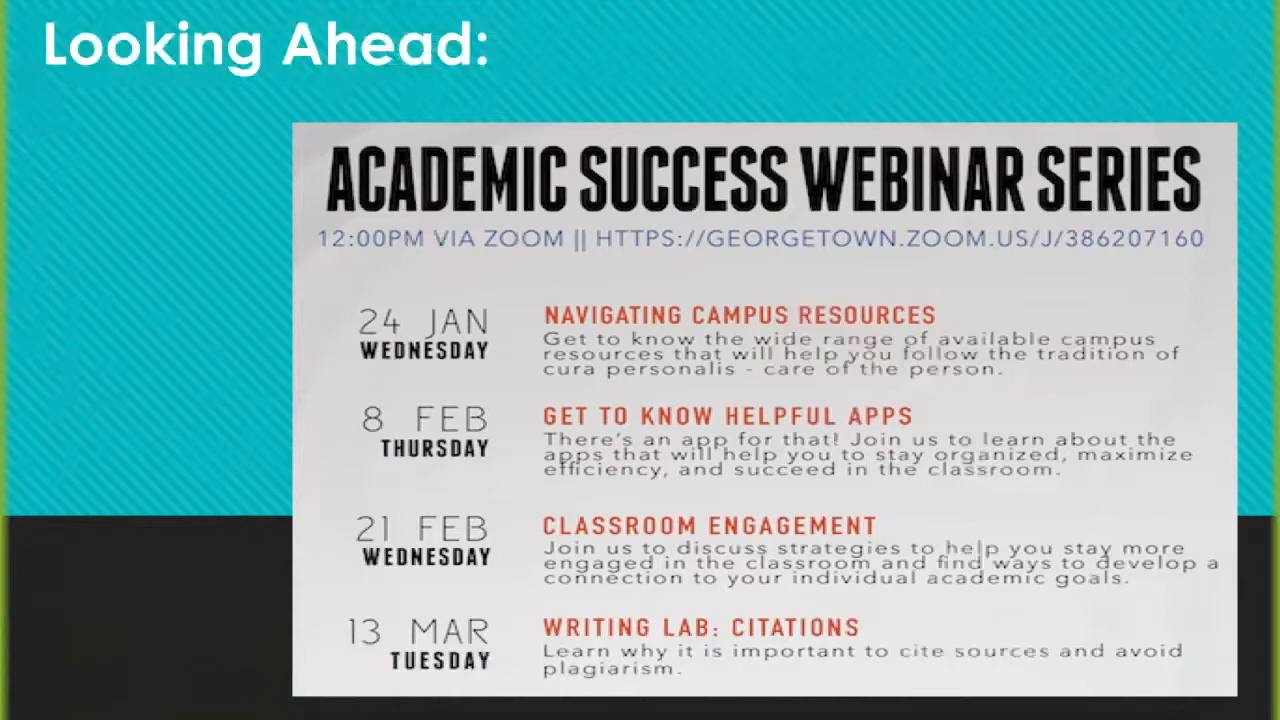 Looking Ahead:
ACADEMIC SUCCESS WEBINAR SERIES
12:00PM VIA ZOOM || HTTPS://GEORGETOWN.ZOOM.US/J/386207160
24 JAN
WEDNESDAY
NAVIGATING CAMPUS RESOURCES
Get to know the wide range of available campus
resources that will help you follow the tradition of
cura personalis - care of the person.
8 FEB
THURSDAY
GET TO KNOW HELPFUL APPS
There's an app for that! Join us to learn about the
apps that will help you to stay organized, maximize
efficiency, and succeed in the classroom.
21 FEB
WEDNESDAY
CLASSROOM ENGAGEMENT
Join us to discuss strategies to help you stay more
engaged in the classroom and find ways to develop a
connection to your individual academic goals.
13 MAR
TUESDAY
WRITING LAB: CITATIONS
Learn why it is important to cite sources and avoid
plagiarism.